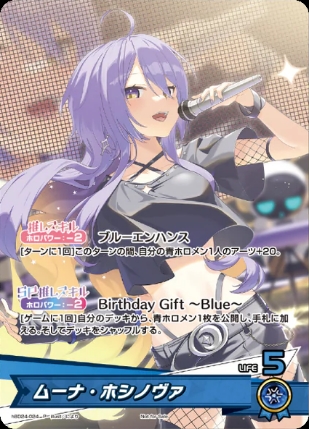 推しスキル
ホロパワー：－2
ブルーエンハンス
[ターンに1回]このターンの間、自分の青ホロメン1人のアーツ+20。
SP推しスキル
ホロパワー：－2
Birthday Gift ～Blue～
[ゲームに1回]自分のデッキから、青ホロメン1枚を公開し、手札に加
える。そしてデッキをシャッフルする。
LIFE 5
ムーナ・ホシノヴァ
Not for Sale